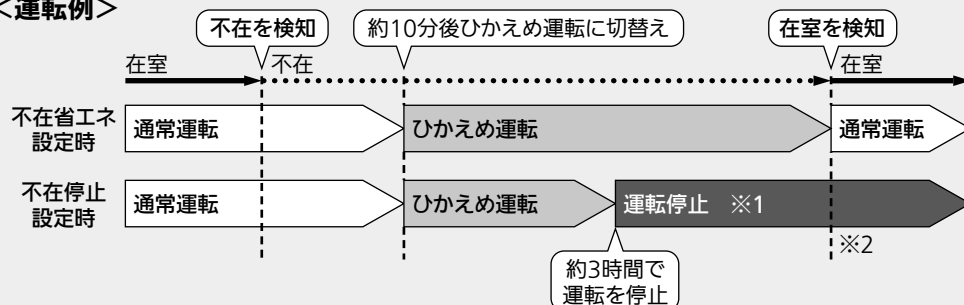 <運転例>
不在を検知
約10分後ひかえめ運転に切替え
在室を検知
在室
不在
在室
不在省エネ
設定時
通常運転
ひかえめ運転
通常運転
不在停止
設定時
通常運転
ひかえめ運転
運転停止 ※1
※2
約3時間で
運転を停止